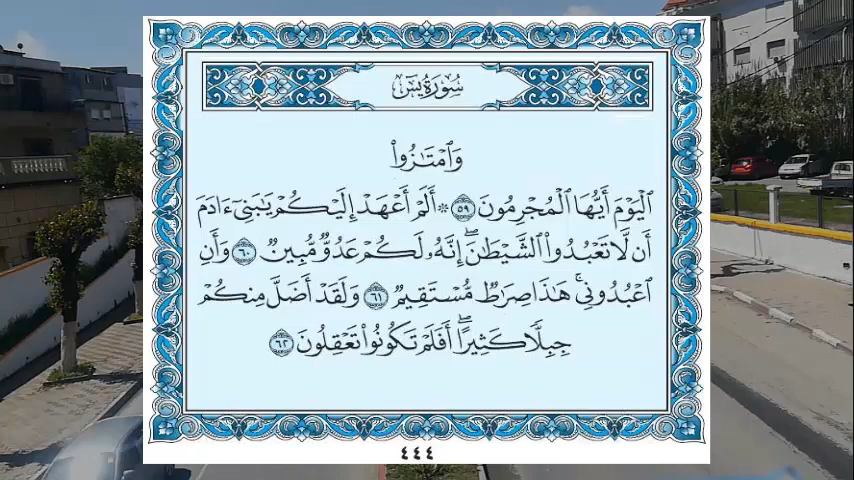 سُورَةُ يسٓ
وَٱمْتَـٰزُوا۟
ٱلْيَوْمَ أَيُّهَا ٱلْمُجْرِمُونَ ٥٩ ۞ أَلَمْ أَعْهَدْ إِلَيْكُمْ يَـٰبَنِىٓ ءَادَمَ
أَن لَّا تَعْبُدُوا۟ ٱلشَّيْطَـٰنَ ۖ إِنَّهُۥ لَكُمْ عَدُوٌّ مُّبِينٌ ٦٠ وَأَنِ
ٱعْبُدُونِى ۚ هَـٰذَا صِرَٰطٌ مُّسْتَقِيمٌ ٦١ وَلَقَدْ أَضَلَّ مِنكُمْ
جِبِلًّا كَثِيرًا ۖ أَفَلَمْ تَكُونُوا۟ تَعْقِلُونَ ٦٢
٤٤٤